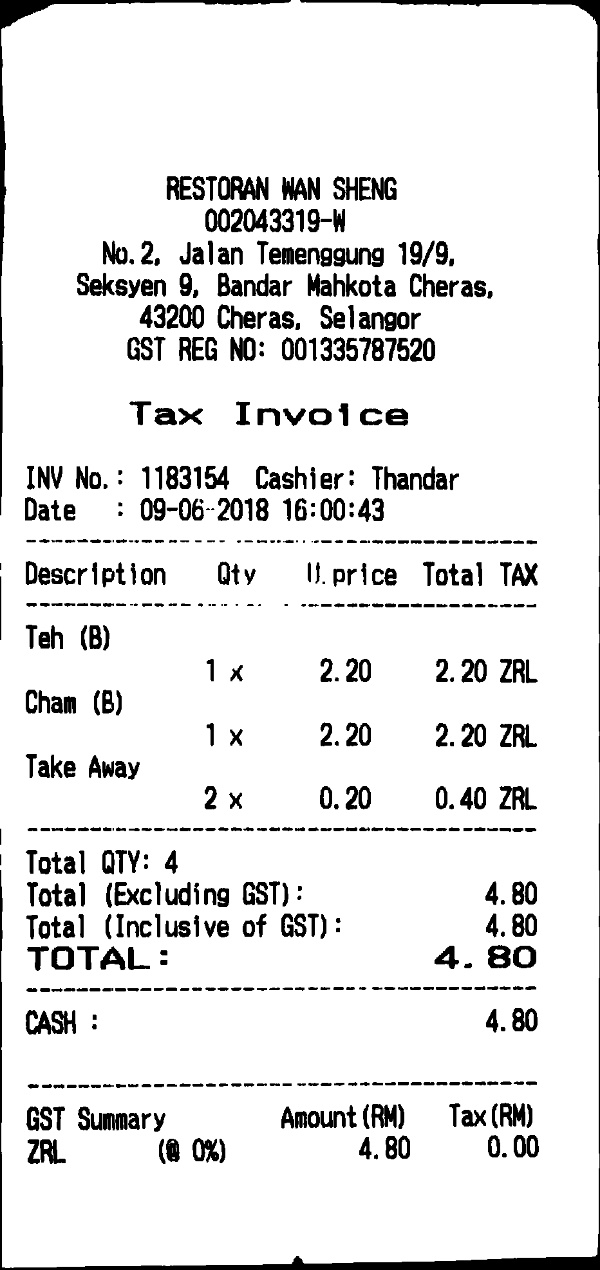 RESTORAN WAN SHENG
002043319-W
No.2, Jalan Temenggung 19/9,
Seksyen 9, Bandar Mahkota Cheras,
43200 Cheras, Selangor
GST REG NO: 001335787520
Tax Invoice
INV No.: 1183154 Cashier: Thandar
Date : 09-06-2018 16:00:43
Description Qty U.price Total TAX
Teh (B)
1 x 2.20 2.20 ZRL
Cham (B)
1 x 2.20 2.20 ZRL
Take Away
2 x 0.20 0.40 ZRL
Total QTY: 4
Total (Excluding GST): 4.80
Total (Inclusive of GST): 4.80
TOTAL: 4.80
CASH : 4.80
GST Summary Amount(RM) Tax(RM)
ZRL (@ 0%) 4.80 0.00